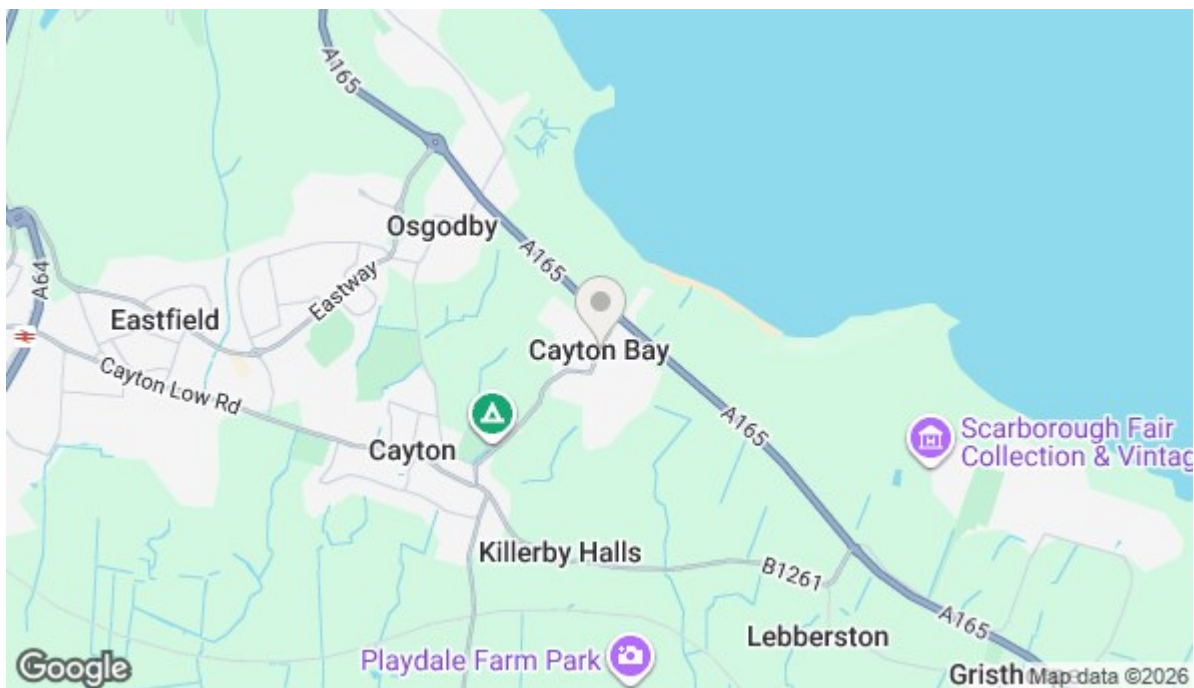 A165
Osgodby
A165
A64
Eastway
Eastfield
Cayton Bay
Cayton Low Rd
A165
Scarborough Fair
Collection & Vintag
Cayton
Killerby Halls
B1261
A165
Lebberston
Playdale Farm Park
Google
Gristh
Map data ©2026